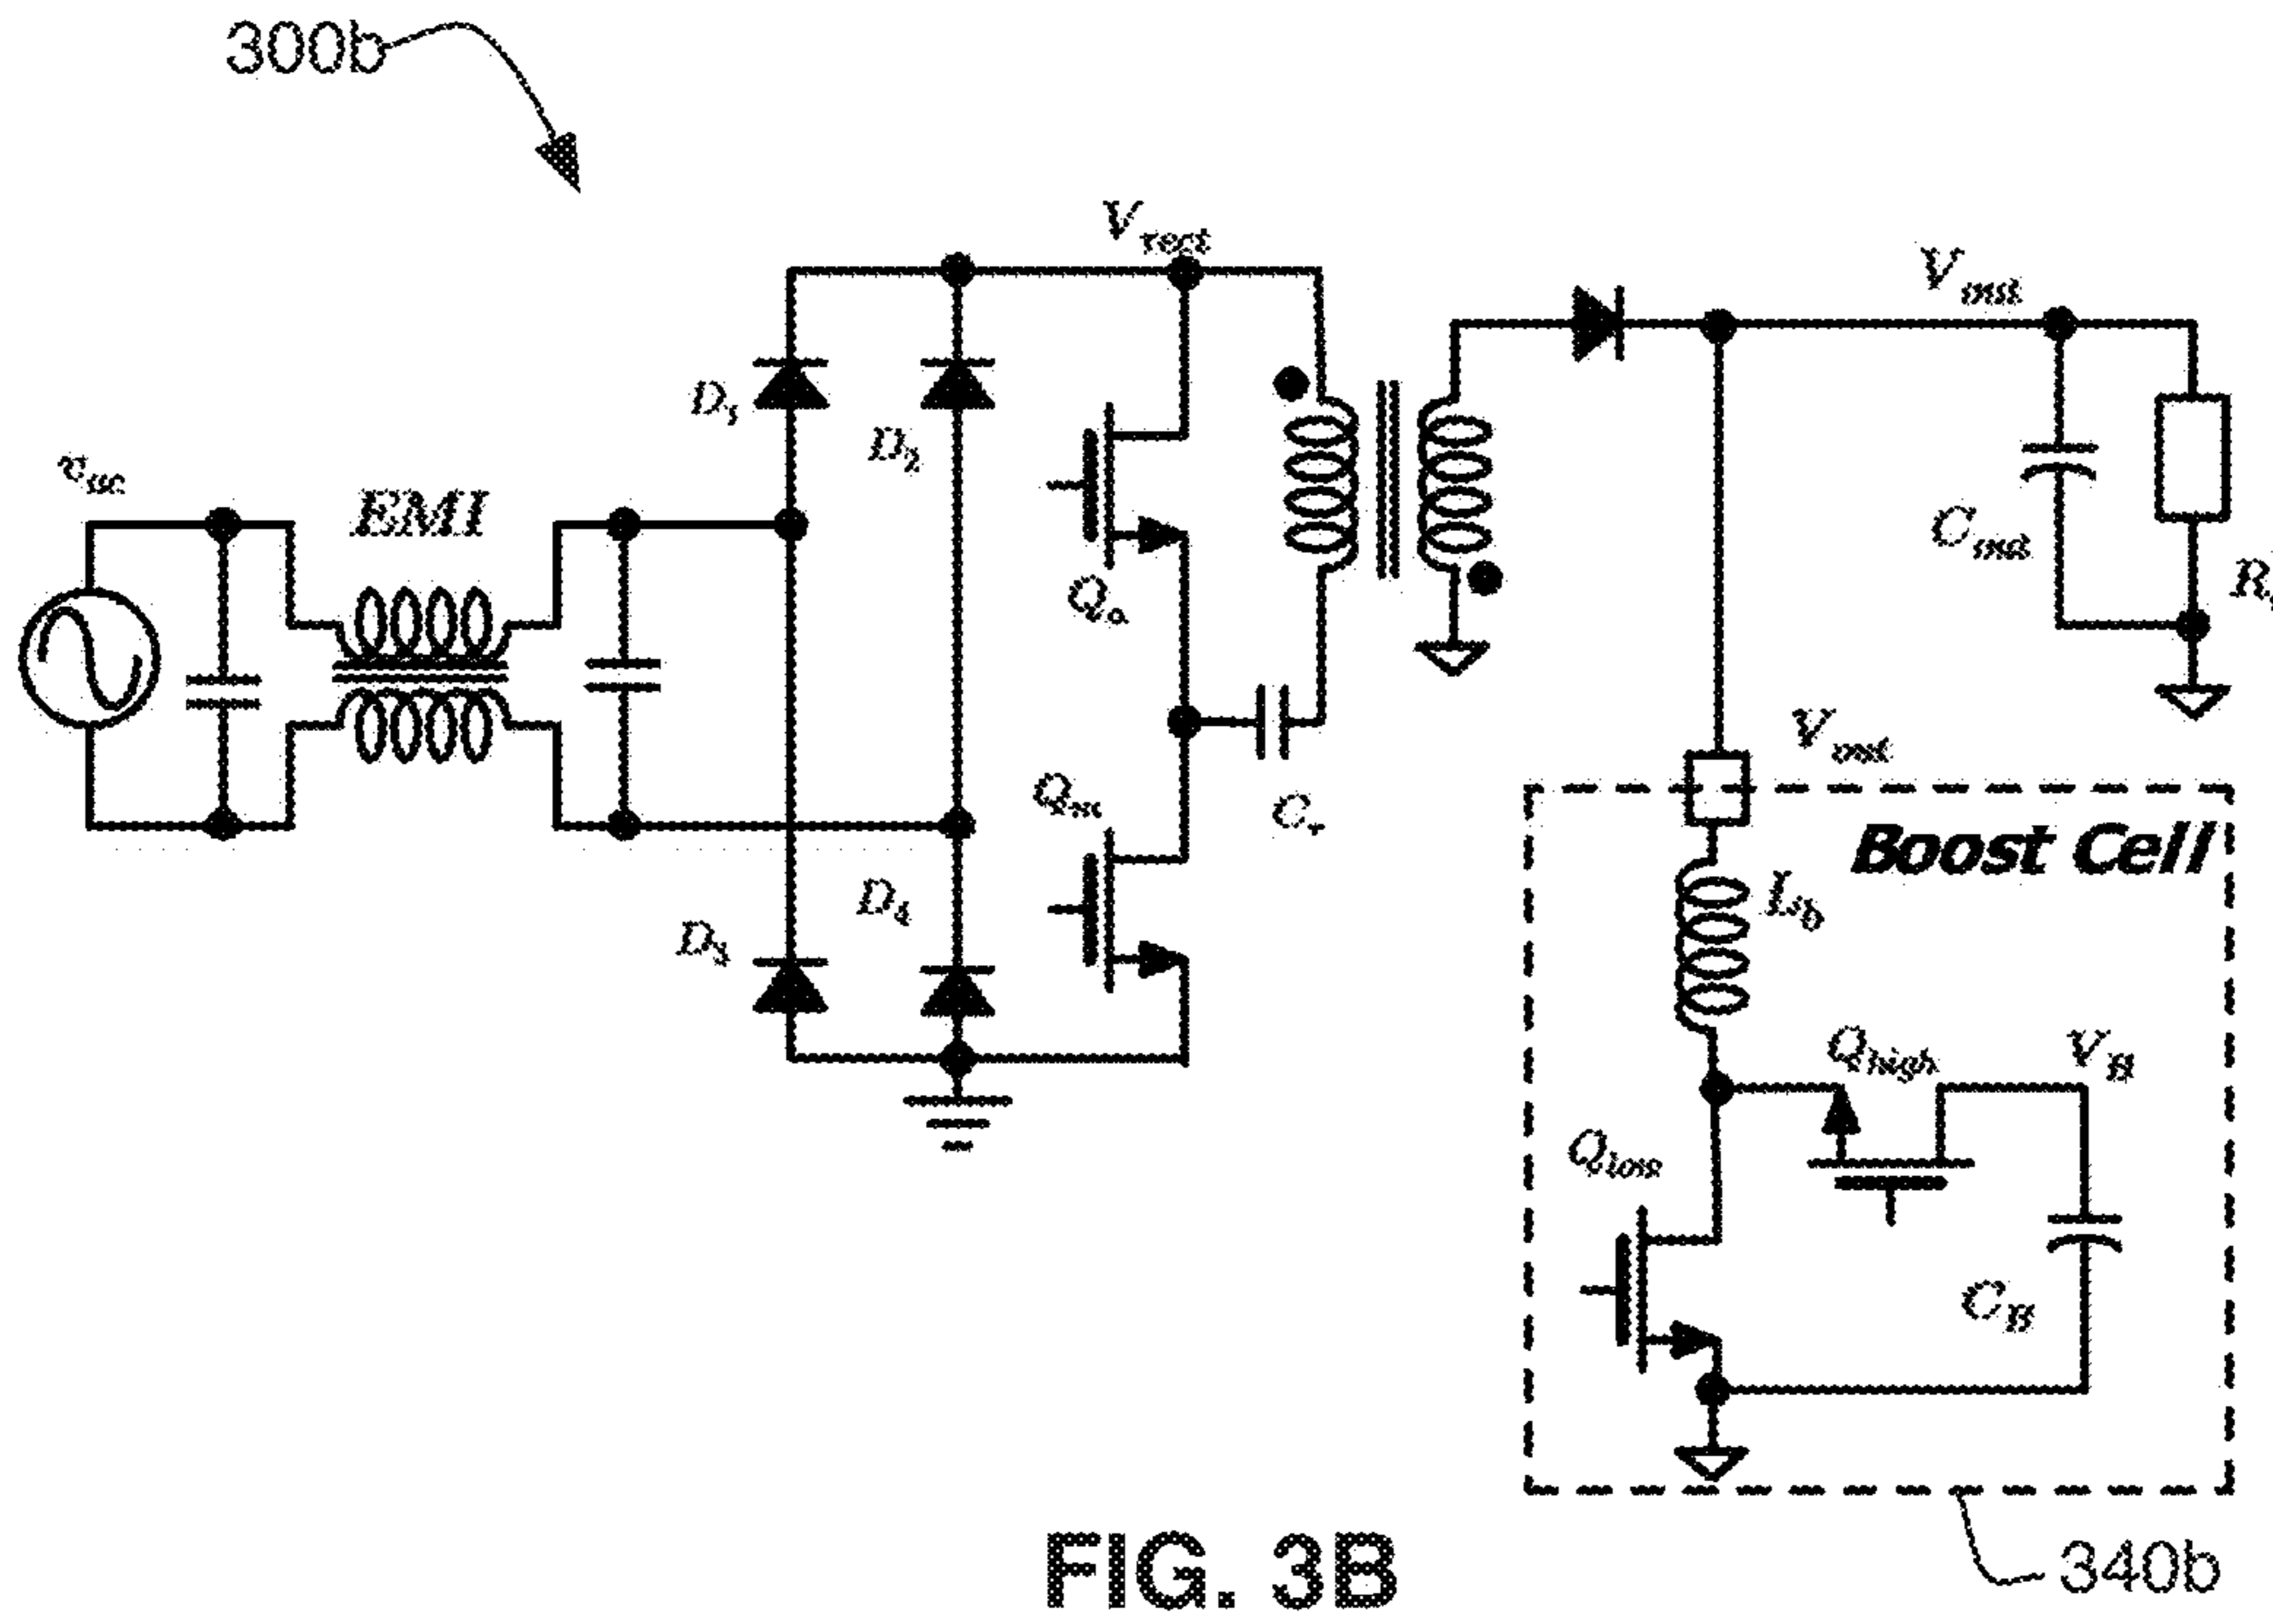 300b
V_rect
V_out
D_1
D_2
v_ac
EMI
C_out
Q_a
V_out
Q_m
C_r
Boost Cell
D_4
D_3
L_b
Q_high
V_B
Q_low
C_B
340b
FIG. 3B